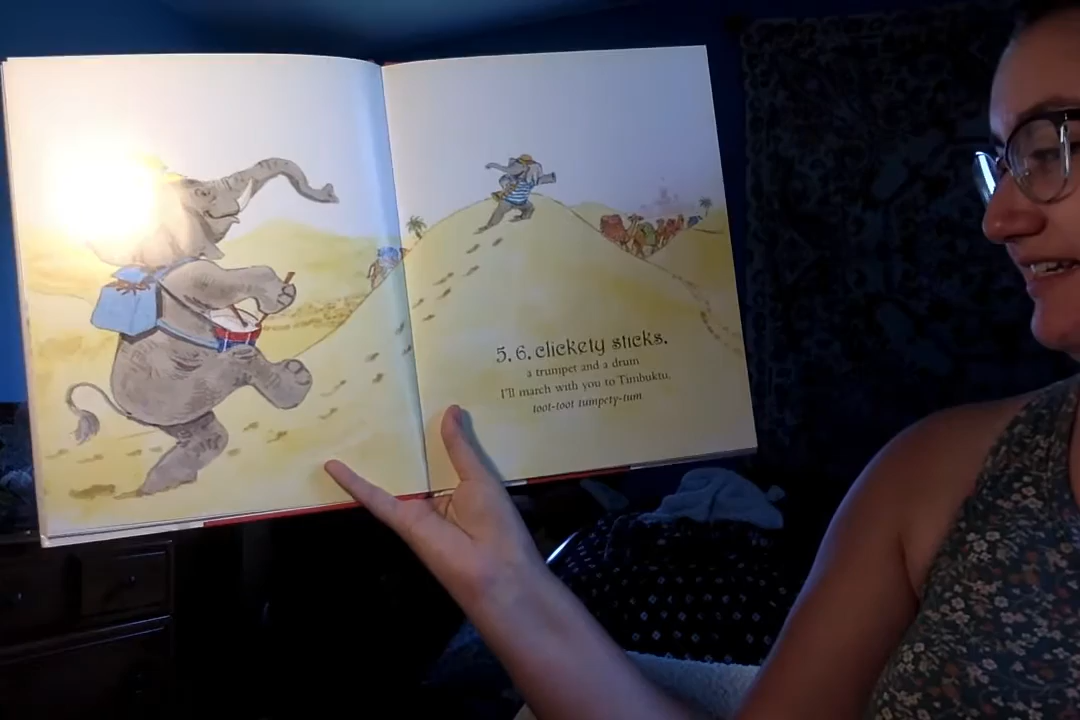 5, 6, clickety sticks,
a trumpet and a drum
I'll march with you to Timbuktu,
toot-toot tumpety-tum